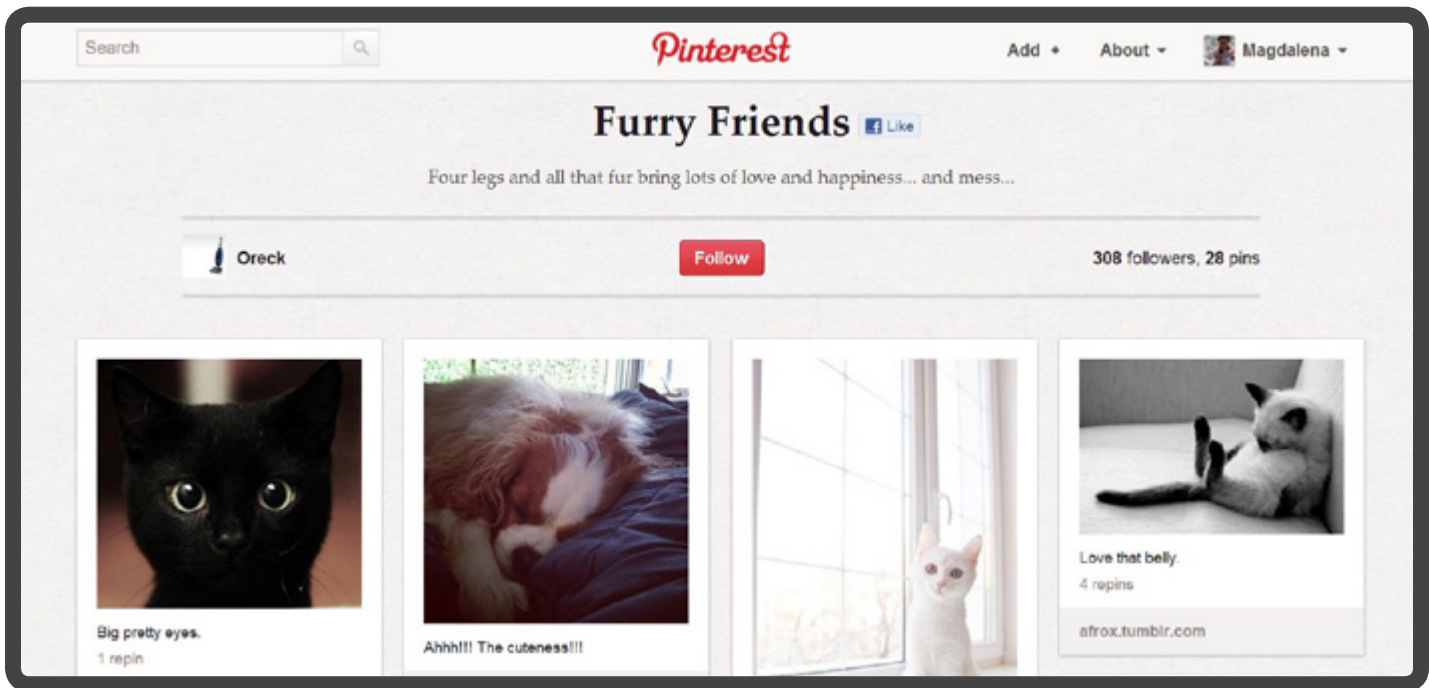 Search
Pinterest
Add +
About
Magdalena
Furry Friends
Like
Four legs and all that fur bring lots of love and happiness... and mess...
Oreck
Follow
308 followers, 28 pins
Big pretty eyes.
1 repin
Ahhh!!! The cuteness!!!
Love that belly.
4 repins
afrox.tumblr.com